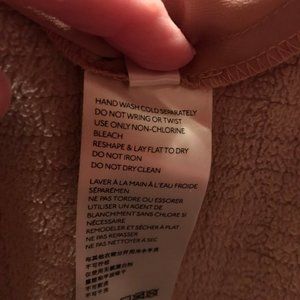 HAND WASH COLD SEPARATELY
DO NOT WRING OR TWIST
USE ONLY NON-CHLORINE
BLEACH
RESHAPE & LAY FLAT TO DRY
DO NOT IRON
DO NOT DRY CLEAN
LAVER À LA MAIN À L'EAU FROIDE
SÉPARÉMEN
NE PAS TORDRE OU ESSORER
UTILISER UN AGENT DE
BLANCHIMENT SANS CHLORE SI
NÉCESSAIRE
REMODELER ET SÉCHER À PLAT
NE PAS REPASSER
NE PAS NETTOYER À SEC